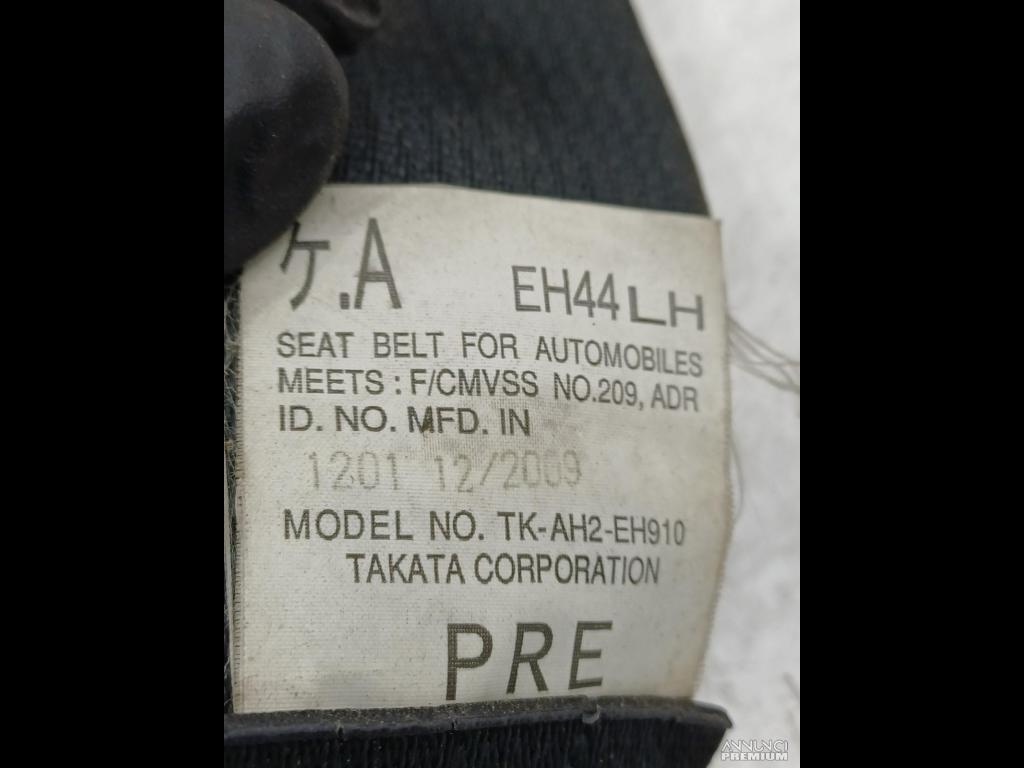 ケ.A EH44LH
SEAT BELT FOR AUTOMOBILES
MEETS : F/CMVSS NO.209, ADR
ID. NO. MFD. IN
1201 12/2009
MODEL NO. TK-AH2-EH910
TAKATA CORPORATION
PRE
ANNUNCI
PREMIUM